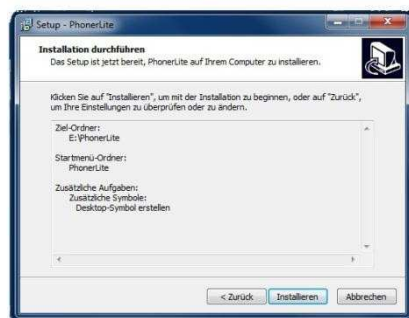 Setup - PhonerLite
Installation durchführen
Das Setup ist jetzt bereit, PhonerLite auf Ihrem Computer zu installieren.
Klicken Sie auf "Installieren", um mit der Installation zu beginnen, oder auf "Zurück",
um Ihre Einstellungen zu überprüfen oder zu ändern.
Ziel-Ordner:
E:\PhonerLite
Startmenü-Ordner:
PhonerLite
Zusätzliche Aufgaben:
Zusätzliche Symbole:
Desktop-Symbol erstellen
< Zurück
Installieren
Abbrechen